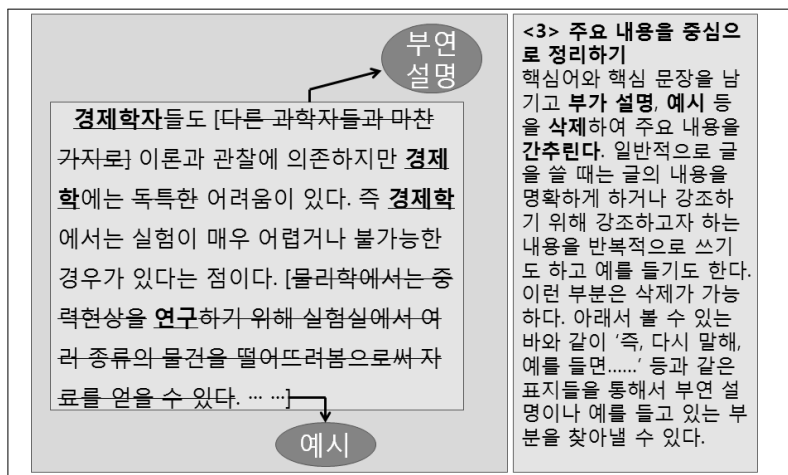 부연
설명
경제학자들도 [다른 과학자들과 마찬
가지로] 이론과 관찰에 의존하지만 경제
학에는 독특한 어려움이 있다. 즉 경제학
에서는 실험이 매우 어렵거나 불가능한
경우가 있다는 점이다. [물리학에서는 중
력현상을 연구하기 위해 실험실에서 여
러 종류의 물건을 떨어뜨려봄으로써 자
료를 얻을 수 있다. … …]
예시
<3> 주요 내용을 중심으
로 정리하기
핵심어와 핵심 문장을 남
기고 부가 설명, 예시 등
을 삭제하여 주요 내용을
간추린다. 일반적으로 글
을 쓸 때는 글의 내용을
명확하게 하거나 강조하
기 위해 강조하고자 하는
내용을 반복적으로 쓰기
도 하고 예를 들기도 한다.
이런 부분은 삭제가 가능
하다. 아래서 볼 수 있는
바와 같이 '즉, 다시 말해,
예를 들면......' 등과 같은
표지들을 통해서 부연 설
명이나 예를 들고 있는 부
분을 찾아낼 수 있다.